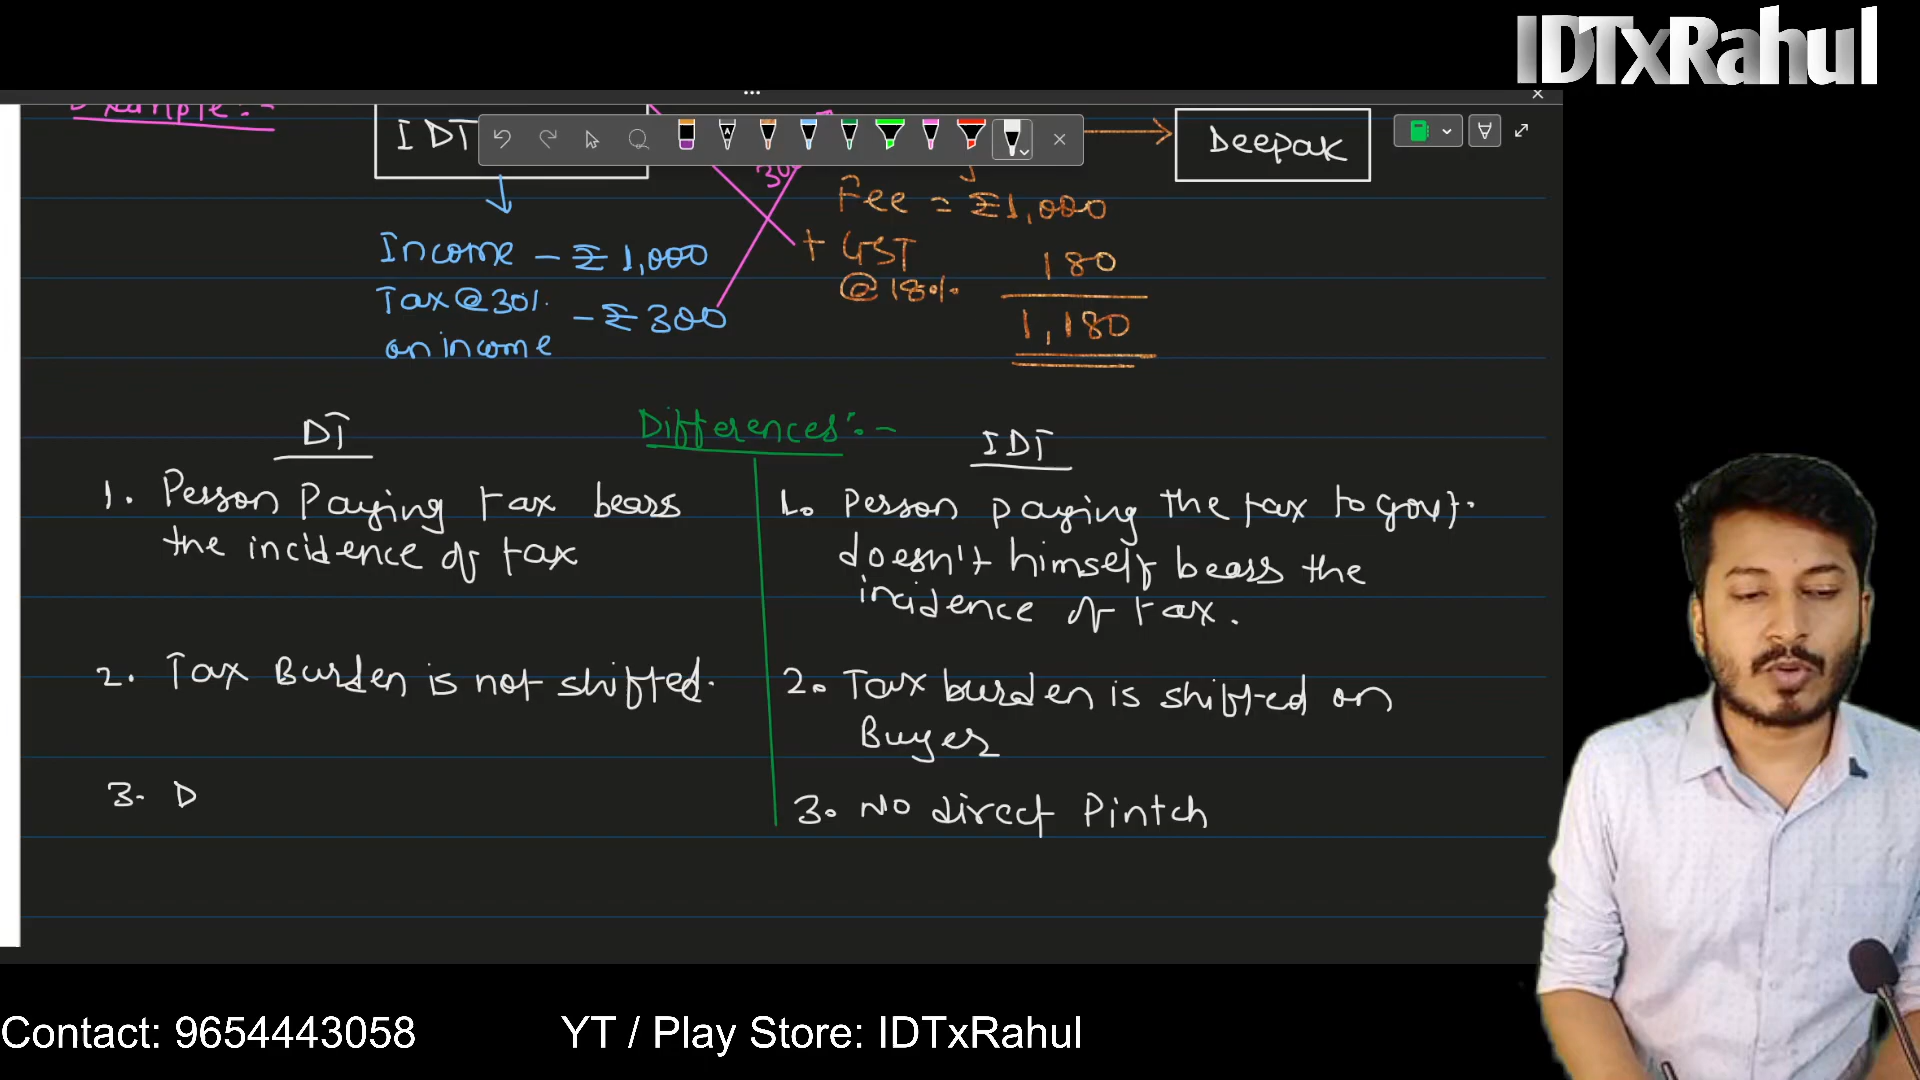 IDTxRahul
Example:-
IDT
Deepak
30
Fee = ₹1,000
Income - ₹1,000
+ GST 180
@18%
Tax@30% - ₹300
on income
1,180
Differences:-
DT
1. Person Paying tax bears
the incidence of tax
2. Tax Burden is not shifted.
3. D
IDT
1. Person paying the tax to govt.
doesn't himself bears the
incidence of tax.
2. Tax burden is shifted on
Buyer
3. No direct Pintch
Contact: 9654443058
YT / Play Store: IDTxRahul